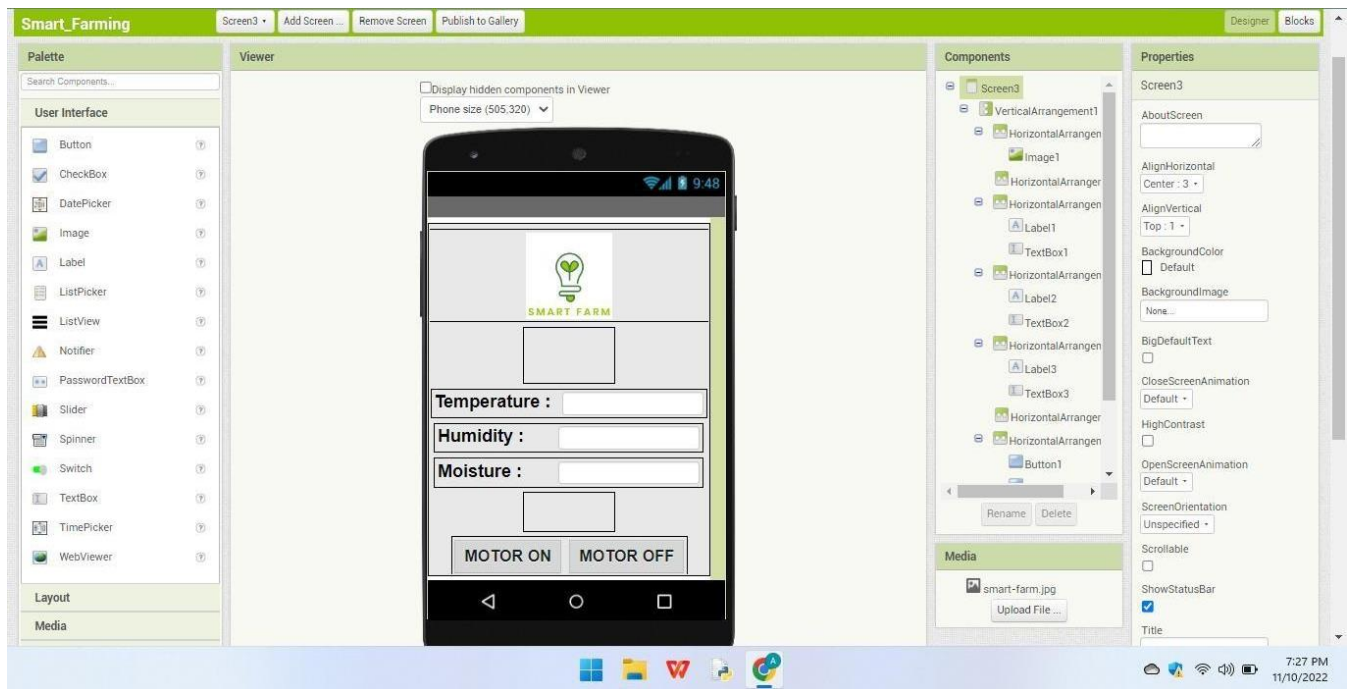 Smart_Farming
Screen3
Add Screen ...
Remove Screen
Publish to Gallery
Designer
Blocks
Palette
Search Components...
User Interface
Button
CheckBox
DatePicker
Image
Label
ListPicker
ListView
Notifier
PasswordTextBox
Slider
Spinner
Switch
TextBox
TimePicker
WebViewer
Layout
Media
Viewer
Display hidden components in Viewer
Phone size (505,320)
9:48
SMART FARM
Temperature :
Humidity :
Moisture :
MOTOR ON
MOTOR OFF
Components
Screen3
VerticalArrangement1
HorizontalArrangen
Image1
HorizontalArranger
HorizontalArrangen
Label1
TextBox1
HorizontalArrangen
Label2
TextBox2
HorizontalArrangen
Label3
TextBox3
HorizontalArranger
HorizontalArrangen
Button1
Rename
Delete
Media
smart-farm.jpg
Upload File ...
Properties
Screen3
AboutScreen
AlignHorizontal
Center : 3
AlignVertical
Top : 1
BackgroundColor
Default
BackgroundImage
None...
BigDefaultText
CloseScreenAnimation
Default
HighContrast
OpenScreenAnimation
Default
ScreenOrientation
Unspecified
Scrollable
ShowStatusBar
Title
7:27 PM
11/10/2022